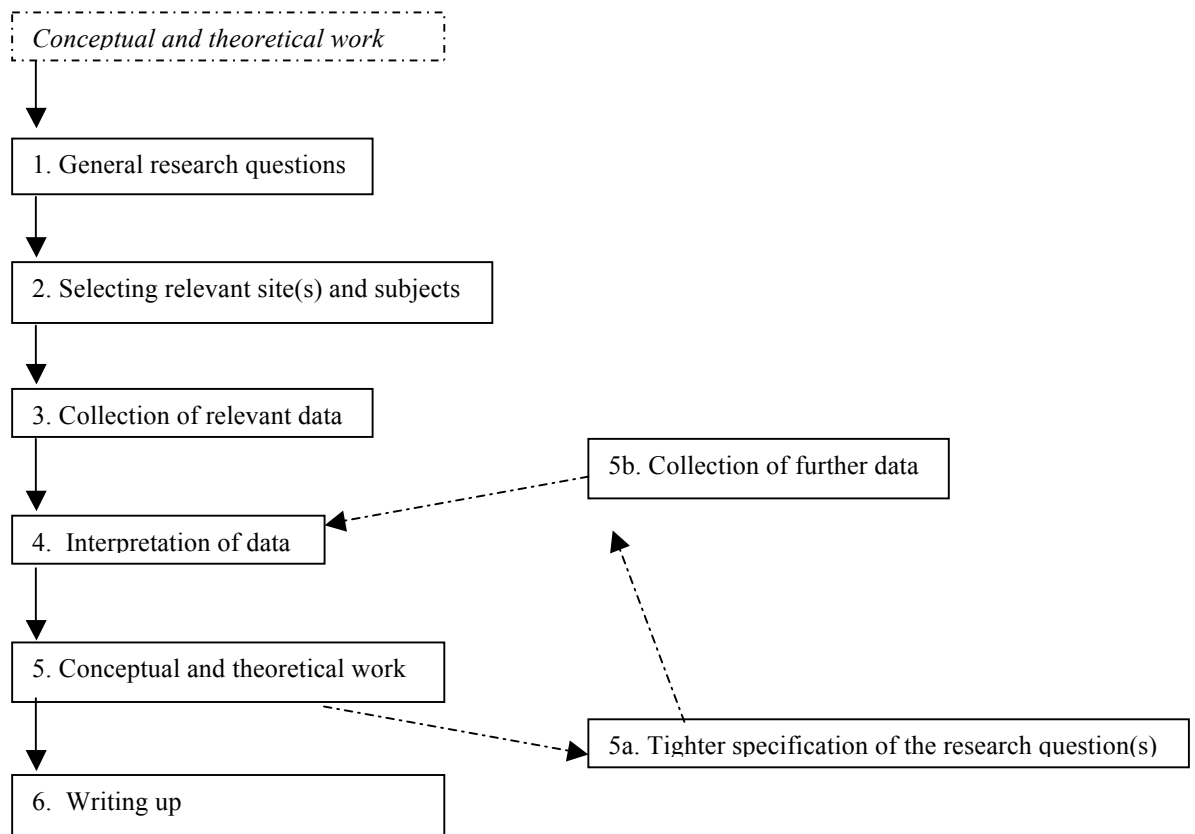 Conceptual and theoretical work
1. General research questions
2. Selecting relevant site(s) and subjects
3. Collection of relevant data
5b. Collection of further data
4. Interpretation of data
5. Conceptual and theoretical work
5a. Tighter specification of the research question(s)
6. Writing up